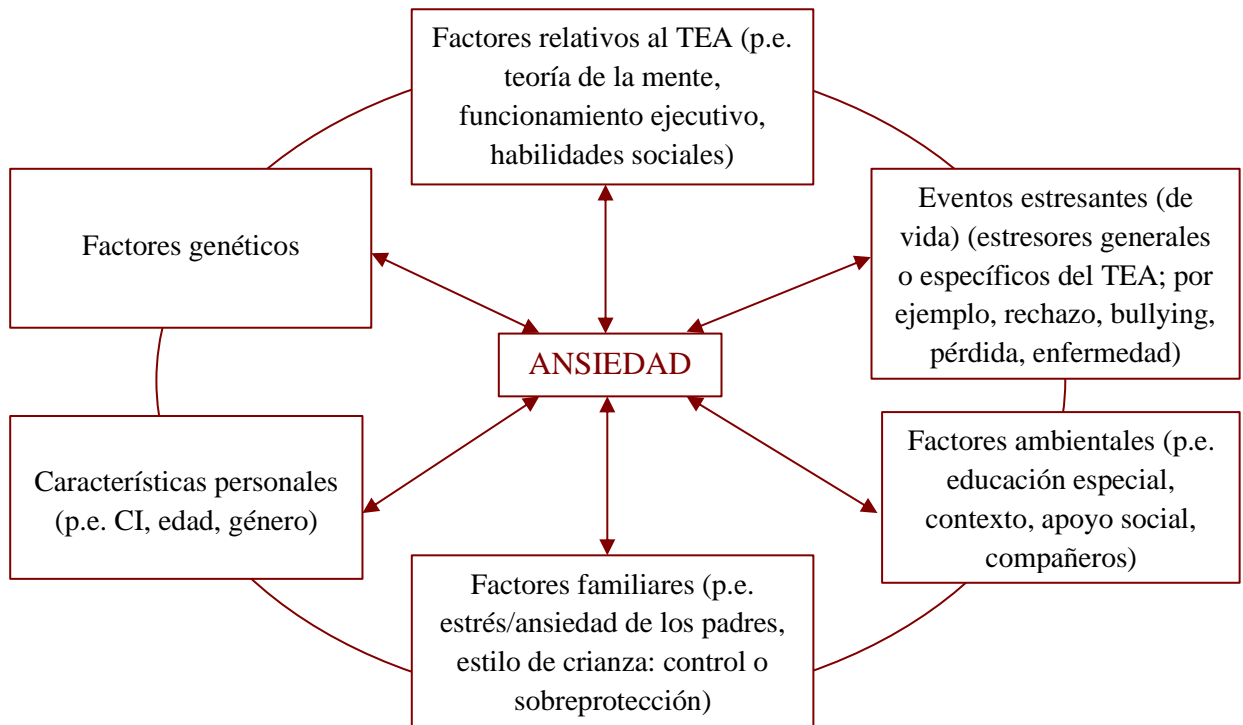 Factores relativos al TEA (p.e.
teoría de la mente,
funcionamiento ejecutivo,
habilidades sociales)
Factores genéticos
Eventos estresantes (de
vida) (estresores generales
o específicos del TEA; por
ejemplo, rechazo, bullying,
pérdida, enfermedad)
ANSIEDAD
Características personales
(p.e. CI, edad, género)
Factores ambientales (p.e.
educación especial,
contexto, apoyo social,
compañeros)
Factores familiares (p.e.
estrés/ansiedad de los padres,
estilo de crianza: control o
sobreprotección)